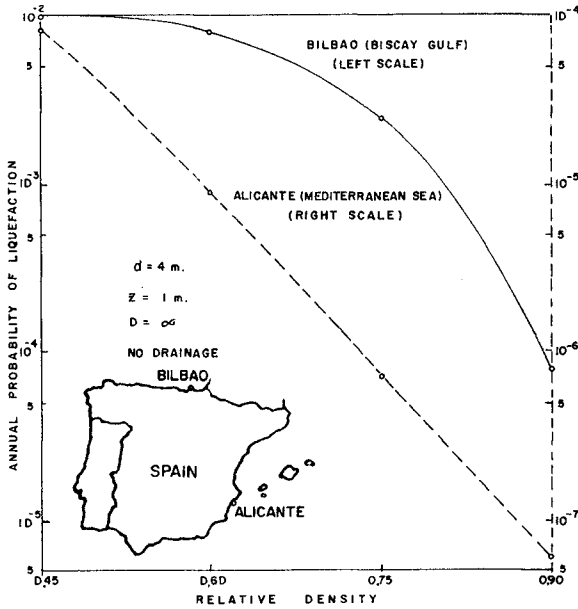 10⁻²
5
10⁻³
5
10⁻⁴
5
10⁻⁵
5
ANNUAL PROBABILITY OF LIQUEFACTION
10⁻⁴
5
10⁻⁵
5
10⁻⁶
5
10⁻⁷
5
BILBAO (BISCAY GULF)
(LEFT SCALE)
ALICANTE (MEDITERRANEAN SEA)
(RIGHT SCALE)
d = 4 m.
Z = 1 m.
D = ∞
NO DRAINAGE
BILBAO
SPAIN
ALICANTE
0,45 0,60 0,75 0,90
RELATIVE DENSITY